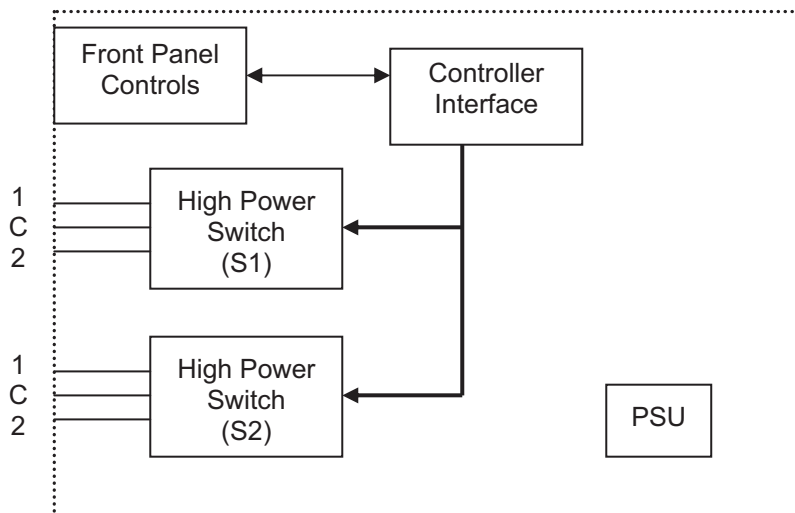 Front Panel
Controls
Controller
Interface
1
C
2
High Power
Switch
(S1)
1
C
2
High Power
Switch
(S2)
PSU